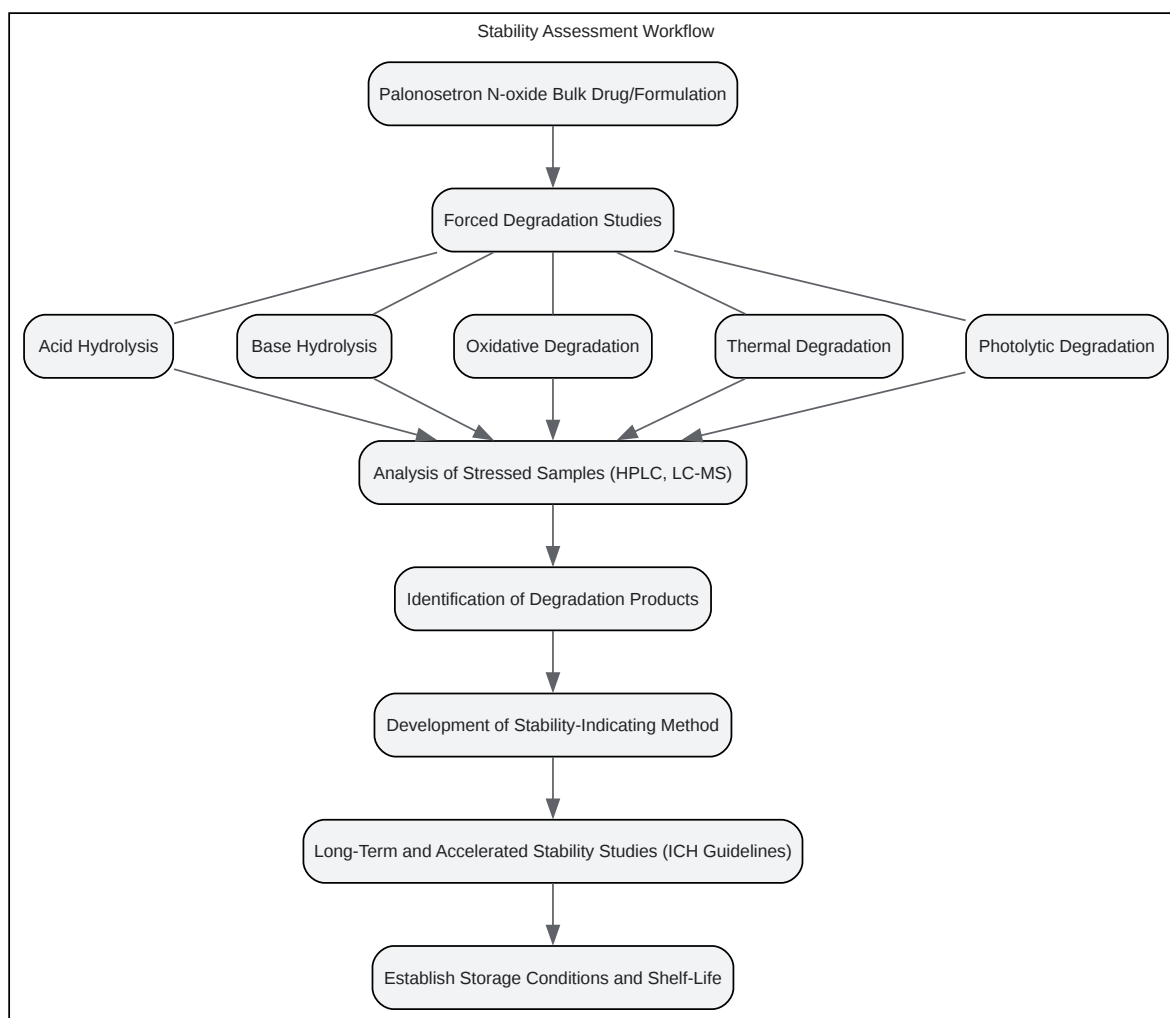 Stability Assessment Workflow
Palonosetron N-oxide Bulk Drug/Formulation
Forced Degradation Studies
Acid Hydrolysis
Base Hydrolysis
Oxidative Degradation
Thermal Degradation
Photolytic Degradation
Analysis of Stressed Samples (HPLC, LC-MS)
Identification of Degradation Products
Development of Stability-Indicating Method
Long-Term and Accelerated Stability Studies (ICH Guidelines)
Establish Storage Conditions and Shelf-Life